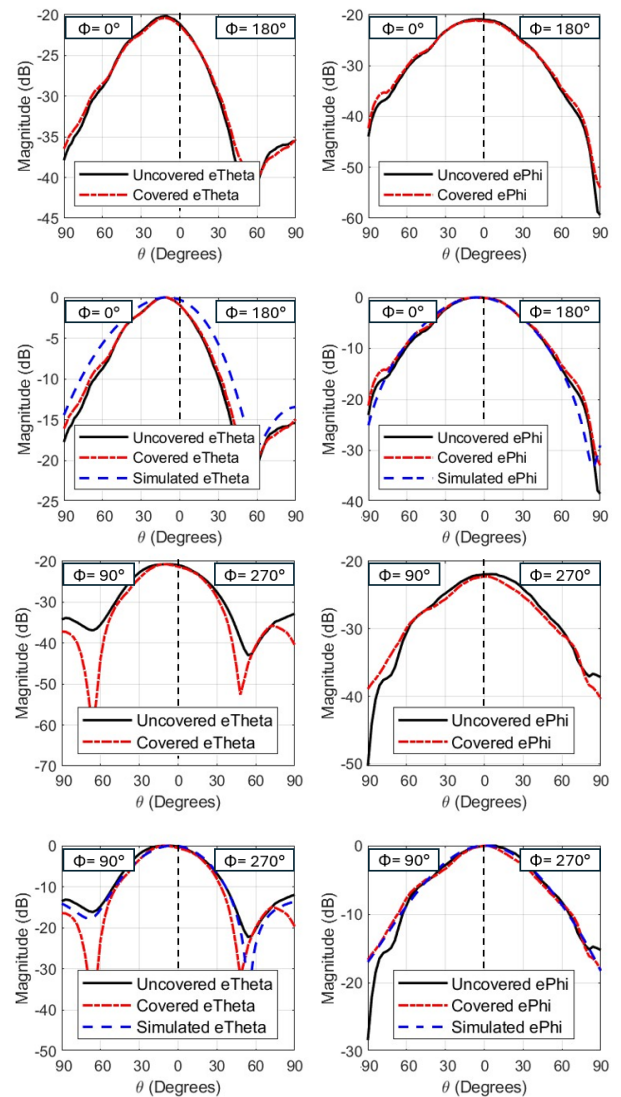 -20
-25
-30
-35
-40
-45
Magnitude (dB)
Φ= 0°
Φ= 180°
Uncovered eTheta
Covered eTheta
90 60 30 0 30 60 90
θ (Degrees)
-20
-30
-40
-50
-60
Magnitude (dB)
Φ= 0°
Φ= 180°
Uncovered ePhi
Covered ePhi
90 60 30 0 30 60 90
θ (Degrees)
0
-5
-10
-15
-20
-25
Magnitude (dB)
Φ= 0°
Φ= 180°
Uncovered eTheta
Covered eTheta
Simulated eTheta
90 60 30 0 30 60 90
θ (Degrees)
0
-10
-20
-30
-40
Magnitude (dB)
Φ= 0°
Φ= 180°
Uncovered ePhi
Covered ePhi
Simulated ePhi
90 60 30 0 30 60 90
θ (Degrees)
-20
-30
-40
-50
-60
-70
Magnitude (dB)
Φ= 90°
Φ= 270°
Uncovered eTheta
Covered eTheta
90 60 30 0 30 60 90
θ (Degrees)
-20
-30
-40
-50
Magnitude (dB)
Φ= 90°
Φ= 270°
Uncovered ePhi
Covered ePhi
90 60 30 0 30 60 90
θ (Degrees)
0
-10
-20
-30
-40
-50
Magnitude (dB)
Φ= 90°
Φ= 270°
Uncovered eTheta
Covered eTheta
Simulated eTheta
90 60 30 0 30 60 90
θ (Degrees)
0
-10
-20
-30
Magnitude (dB)
Φ= 90°
Φ= 270°
Uncovered ePhi
Covered ePhi
Simulated ePhi
90 60 30 0 30 60 90
θ (Degrees)